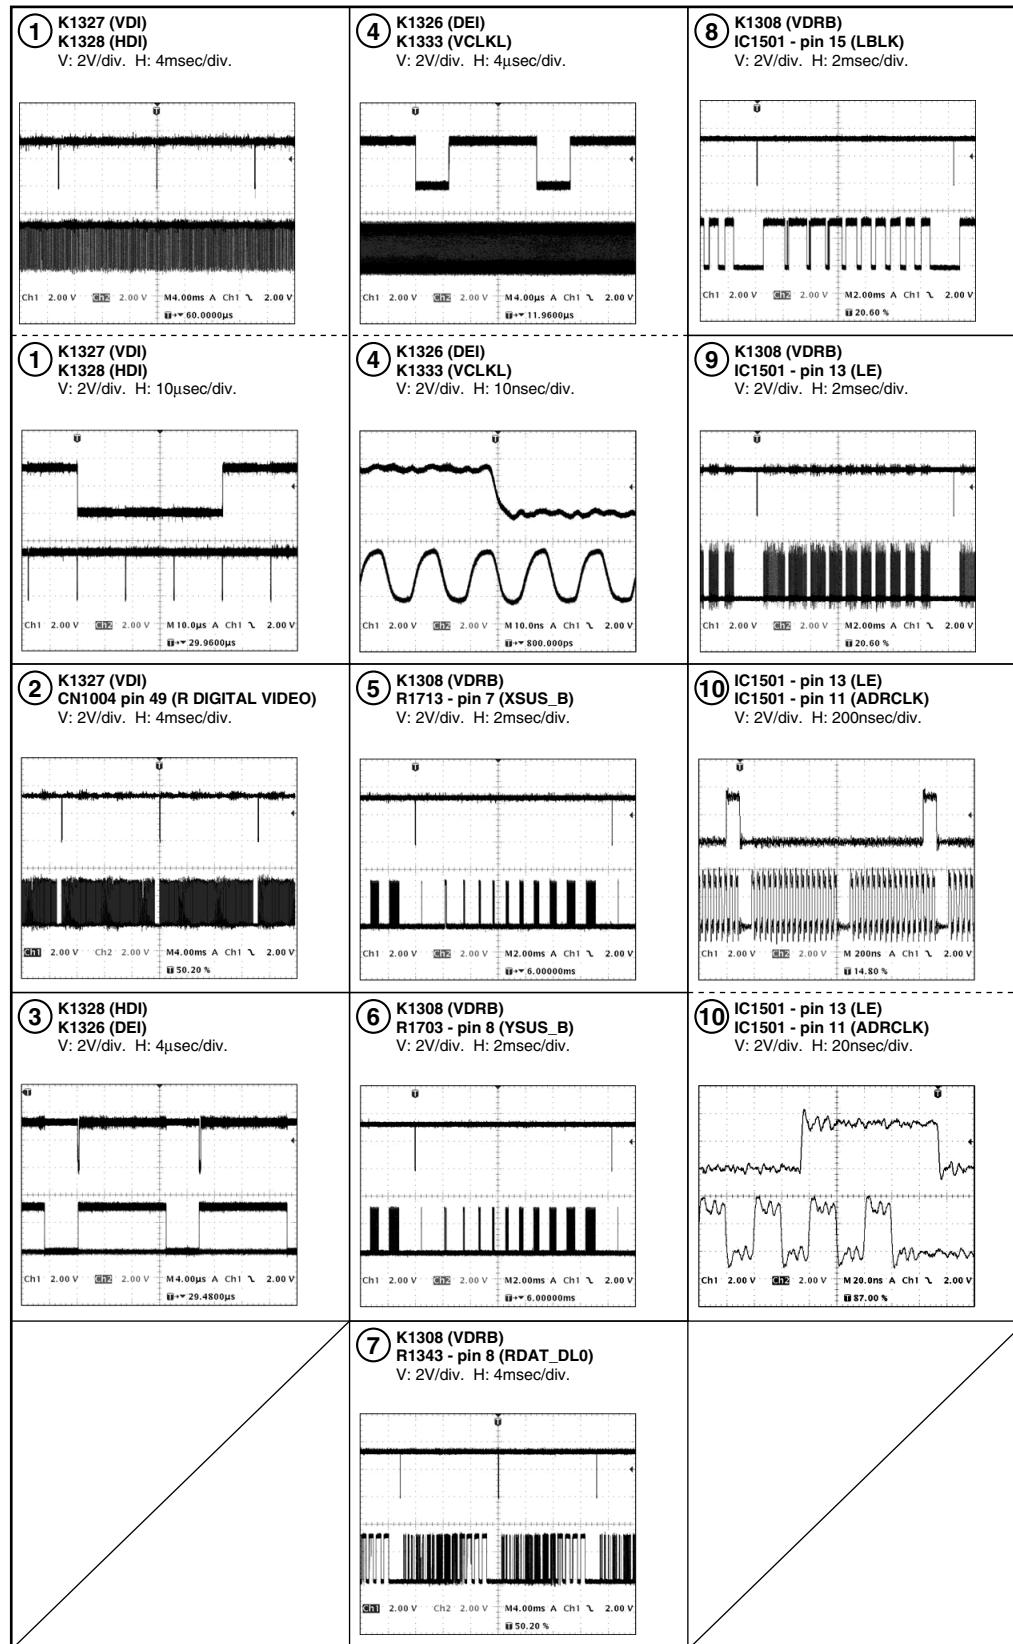 1
K1327 (VDI)
K1328 (HDI)
V: 2V/div. H: 4msec/div.
T
Ch1 2.00 V Ch2 2.00 V M4.00ms A Ch1 2.00 V
T 60.0000µs
1
K1327 (VDI)
K1328 (HDI)
V: 2V/div. H: 10µsec/div.
T
Ch1 2.00 V Ch2 2.00 V M10.0µs A Ch1 2.00 V
T 29.9600µs
2
K1327 (VDI)
CN1004 pin 49 (R DIGITAL VIDEO)
V: 2V/div. H: 4msec/div.
T
Ch1 2.00 V Ch2 2.00 V M4.00ms A Ch1 2.00 V
T 50.20 %
3
K1328 (HDI)
K1326 (DEI)
V: 2V/div. H: 4µsec/div.
T
Ch1 2.00 V Ch2 2.00 V M4.00µs A Ch1 2.00 V
T 29.4800µs
4
K1326 (DEI)
K1333 (VCLKL)
V: 2V/div. H: 4µsec/div.
T
Ch1 2.00 V Ch2 2.00 V M4.00µs A Ch1 2.00 V
T 11.9600µs
4
K1326 (DEI)
K1333 (VCLKL)
V: 2V/div. H: 10nsec/div.
T
Ch1 2.00 V Ch2 2.00 V M10.0ns A Ch1 2.00 V
T 800.000ps
5
K1308 (VDRB)
R1713 - pin 7 (XSUS_B)
V: 2V/div. H: 2msec/div.
T
Ch1 2.00 V Ch2 2.00 V M2.00ms A Ch1 2.00 V
T 6.00000ms
6
K1308 (VDRB)
R1703 - pin 8 (YSUS_B)
V: 2V/div. H: 2msec/div.
T
Ch1 2.00 V Ch2 2.00 V M2.00ms A Ch1 2.00 V
T 6.00000ms
7
K1308 (VDRB)
R1343 - pin 8 (RDAT_DL0)
V: 2V/div. H: 4msec/div.
T
Ch1 2.00 V Ch2 2.00 V M4.00ms A Ch1 2.00 V
T 50.20 %
8
K1308 (VDRB)
IC1501 - pin 15 (LBLK)
V: 2V/div. H: 2msec/div.
T
Ch1 2.00 V Ch2 2.00 V M2.00ms A Ch1 2.00 V
T 20.60 %
9
K1308 (VDRB)
IC1501 - pin 13 (LE)
V: 2V/div. H: 2msec/div.
T
Ch1 2.00 V Ch2 2.00 V M2.00ms A Ch1 2.00 V
T 20.60 %
10
IC1501 - pin 13 (LE)
IC1501 - pin 11 (ADRCLK)
V: 2V/div. H: 200nsec/div.
T
Ch1 2.00 V Ch2 2.00 V M 200ns A Ch1 2.00 V
T 14.80 %
10
IC1501 - pin 13 (LE)
IC1501 - pin 11 (ADRCLK)
V: 2V/div. H: 20nsec/div.
T
Ch1 2.00 V Ch2 2.00 V M20.0ns A Ch1 2.00 V
T 87.00 %